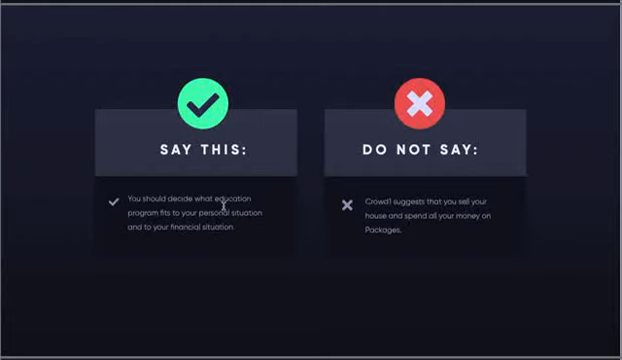 SAY THIS:
You should decide what education
program fits to your personal situation
and to your financial situation.
DO NOT SAY:
Crowd1 suggests that you sell your
house and spend all your money on
Packages.